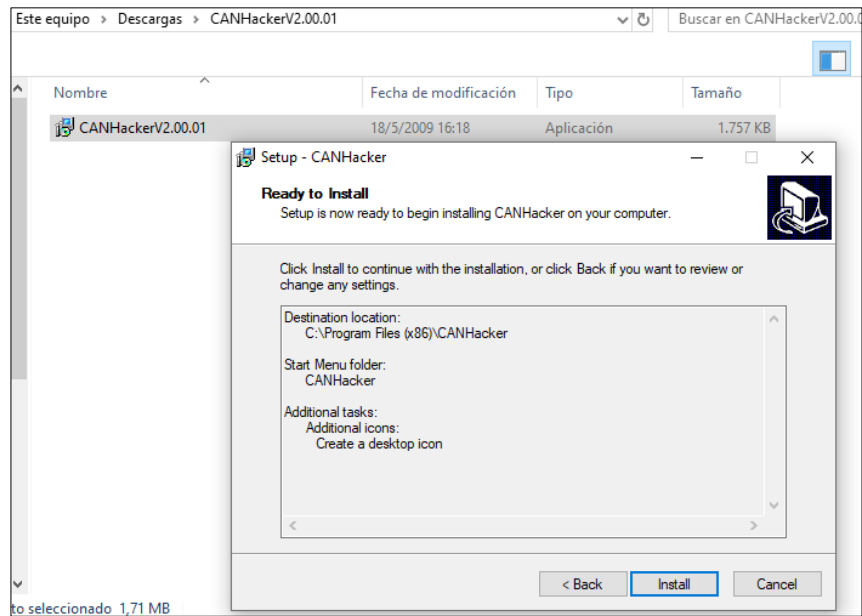 Este equipo > Descargas > CANHackerV2.00.01
Buscar en CANHackerV2.00.0
Nombre Fecha de modificación Tipo Tamaño
CANHackerV2.00.01 18/5/2009 16:18 Aplicación 1.757 KB
Setup - CANHacker
Ready to Install
Setup is now ready to begin installing CANHacker on your computer.
Click Install to continue with the installation, or click Back if you want to review or
change any settings.
Destination location:
C:\Program Files (x86)\CANHacker
Start Menu folder:
CANHacker
Additional tasks:
Additional icons:
Create a desktop icon
< Back Install Cancel
to seleccionado 1,71 MB